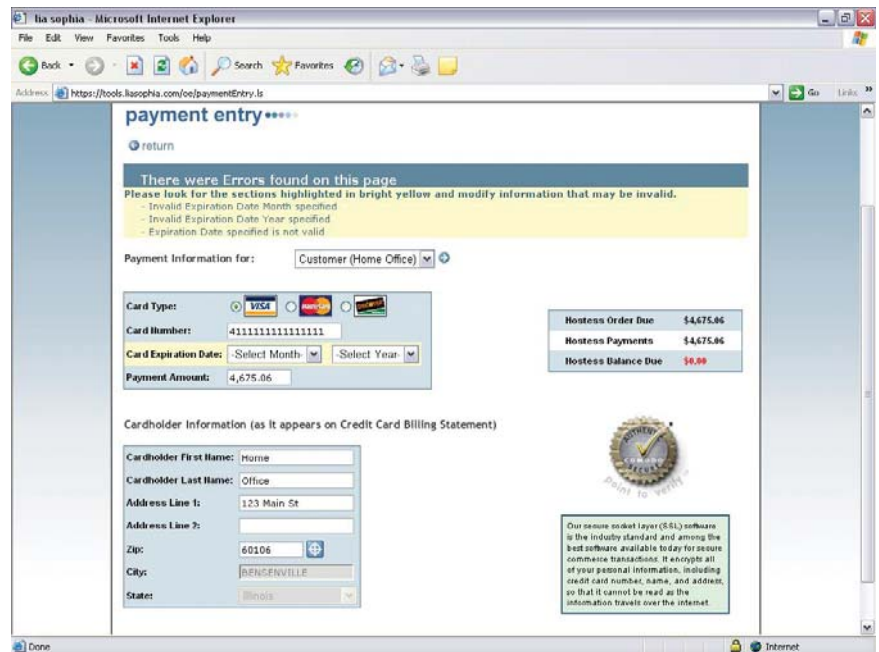 lia sophia - Microsoft Internet Explorer
File Edit View Favorites Tools Help
Back Search Favorites
Address https://tools.liasophia.com/oe/paymentEntry.ls Go Links »
payment entry
return
There were Errors found on this page
Please look for the sections highlighted in bright yellow and modify information that may be invalid.
- Invalid Expiration Date Month specified
- Invalid Expiration Date Year specified
- Expiration Date specified is not valid
Payment Information for: Customer (Home Office)
Card Type: VISA MasterCard DISCOVER
Card Number: 4111111111111111
Card Expiration Date: -Select Month- -Select Year-
Payment Amount: 4,675.06
Hostess Order Due $4,675.06
Hostess Payments $4,675.06
Hostess Balance Due $0.00
Cardholder Information (as it appears on Credit Card Billing Statement)
Cardholder First Name: Home
Cardholder Last Name: Office
Address Line 1: 123 Main St
Address Line 2:
Zip: 60106
City: BENSENVILLE
State: Illinois
AUTHENTIC
COMODO
SECURE
point to verify
Our secure socket layer (SSL) software
is the industry standard and among the
best software available today for secure
commerce transactions. It encrypts all
of your personal information, including
credit card number, name, and address,
so that it cannot be read as the
information travels over the internet.
Done Internet